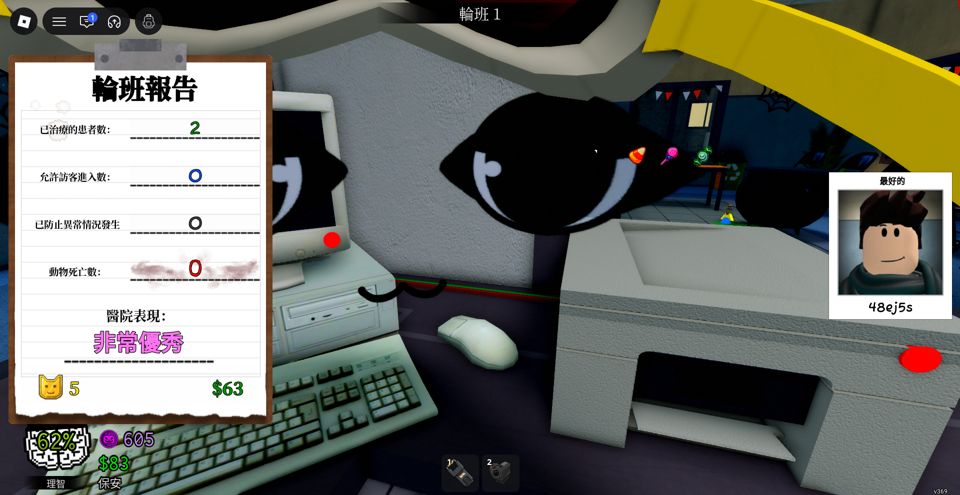 1
輪班 1
輪班報告
已治療的患者數: 2
允許訪客進入數: 0
已防止異常情況發生 0
動物死亡數: 0
醫院表現:
非常優秀
5 $63
最好的
48ej5s
62%
605
$83
理智
保安
1
2
v369